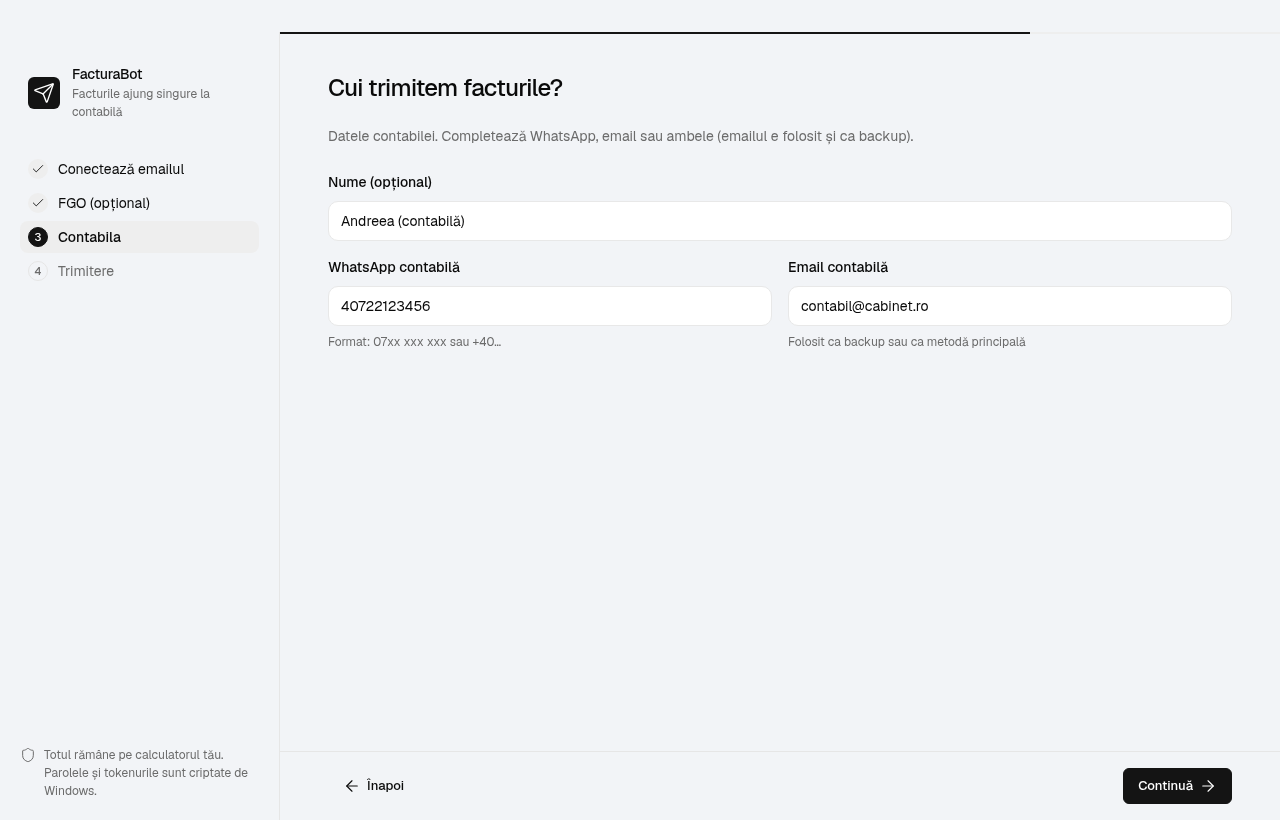 FacturaBot
Facturile ajung singure la
contabilă
Conectează emailul
FGO (opțional)
3 Contabila
4 Trimitere
Totul rămâne pe calculatorul tău.
Parolele și tokenurile sunt criptate de
Windows.
Cui trimitem facturile?
Datele contabilei. Completează WhatsApp, email sau ambele (emailul e folosit și ca backup).
Nume (opțional)
Andreea (contabilă)
WhatsApp contabilă
40722123456
Format: 07xx xxx xxx sau +40...
Email contabilă
contabil@cabinet.ro
Folosit ca backup sau ca metodă principală
Înapoi
Continuă